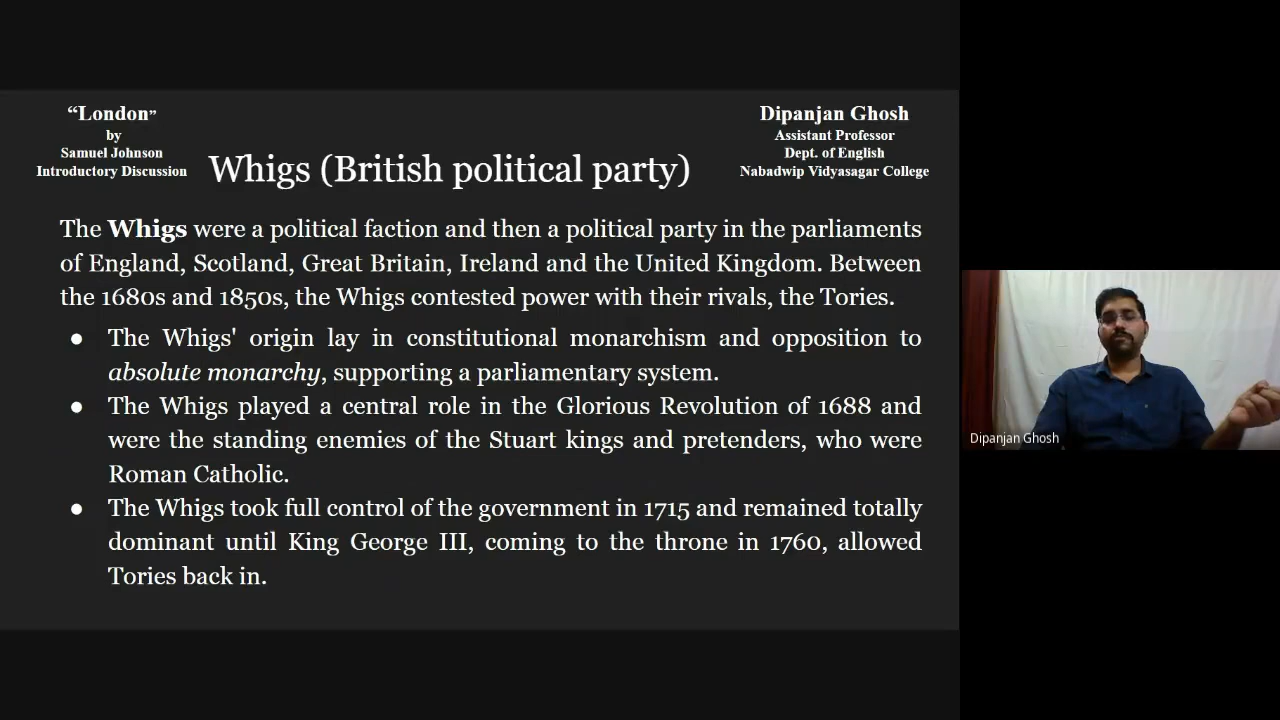 “London”
by
Samuel Johnson
Introductory Discussion
Dipanjan Ghosh
Assistant Professor
Dept. of English
Nabadwip Vidyasagar College
Whigs (British political party)
The Whigs were a political faction and then a political party in the parliaments
of England, Scotland, Great Britain, Ireland and the United Kingdom. Between
the 1680s and 1850s, the Whigs contested power with their rivals, the Tories.
● The Whigs' origin lay in constitutional monarchism and opposition to
absolute monarchy, supporting a parliamentary system.
● The Whigs played a central role in the Glorious Revolution of 1688 and
were the standing enemies of the Stuart kings and pretenders, who were
Roman Catholic.
● The Whigs took full control of the government in 1715 and remained totally
dominant until King George III, coming to the throne in 1760, allowed
Tories back in.
Dipanjan Ghosh